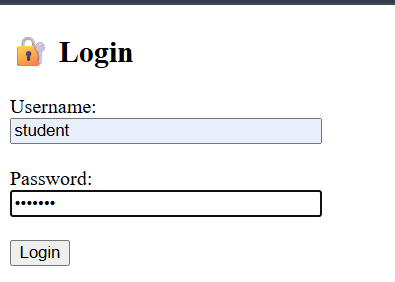 🔐 Login
Username:
student
Password:
•••••••
Login